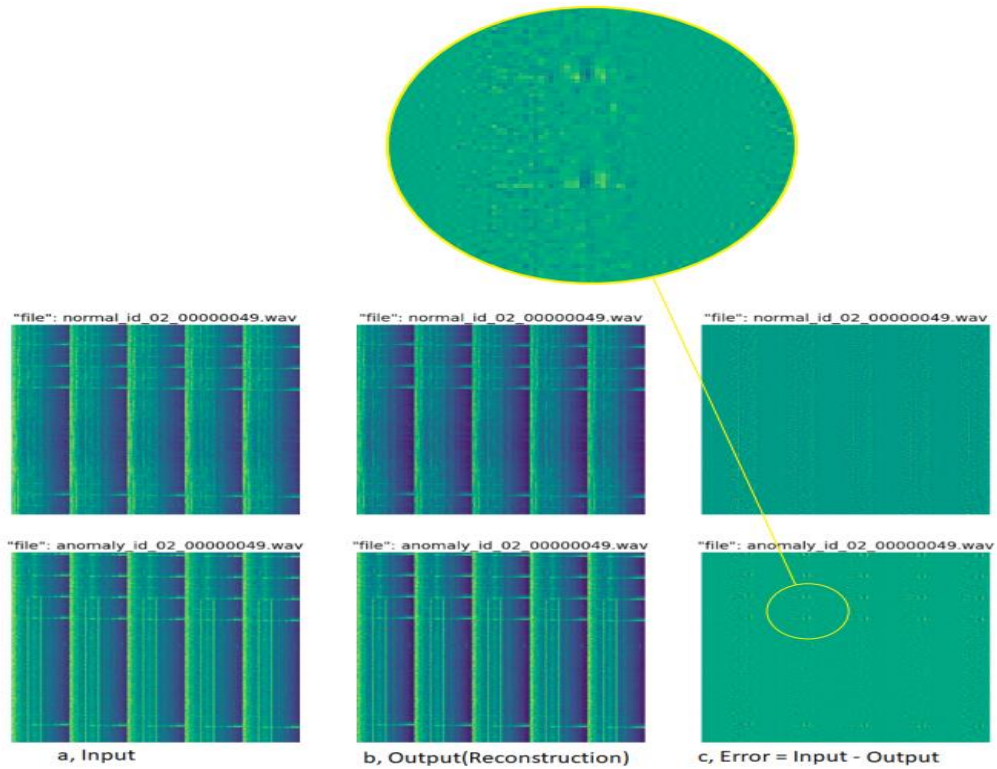 "file": normal_id_02_00000049.wav
"file": normal_id_02_00000049.wav
"file": normal_id_02_00000049.wav
"file": anomaly_id_02_00000049.wav
"file": anomaly_id_02_00000049.wav
"file": anomaly_id_02_00000049.wav
a, Input
b, Output(Reconstruction)
c, Error = Input - Output